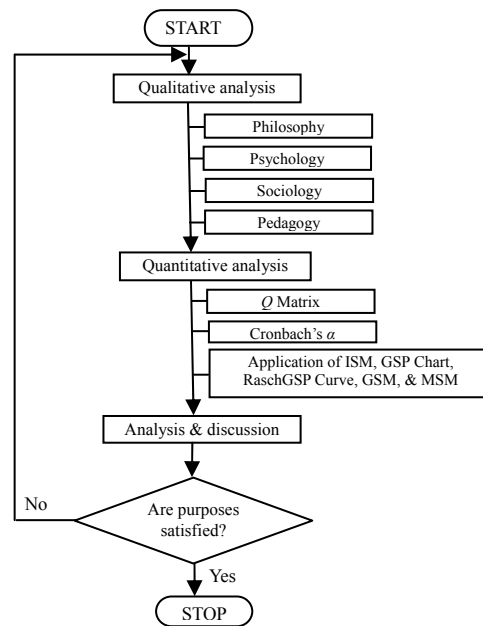 START
Qualitative analysis
Philosophy
Psychology
Sociology
Pedagogy
Quantitative analysis
Q Matrix
Cronbach's α
Application of ISM, GSP Chart,
RaschGSP Curve, GSM, & MSM
Analysis & discussion
No
Are purposes
satisfied?
Yes
STOP